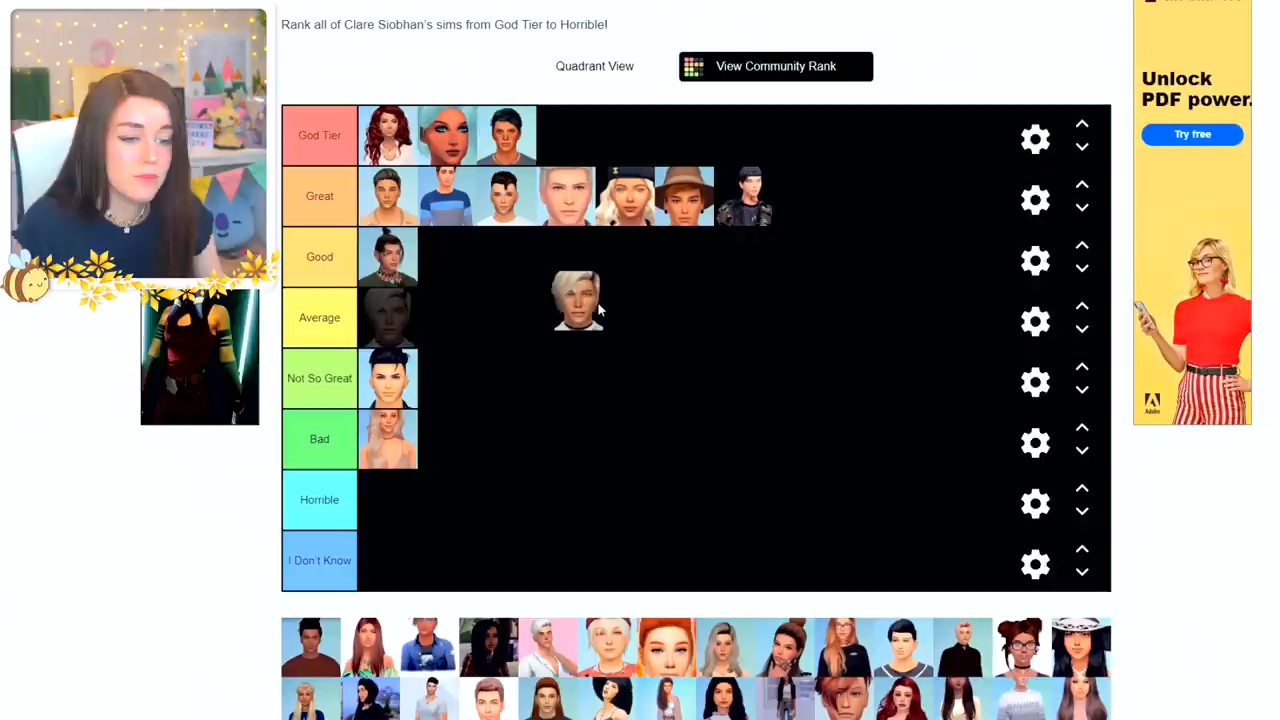 Rank all of Clare Siobhan's sims from God Tier to Horrible!
Quadrant View
View Community Rank
God Tier
Great
Good
Average
Not So Great
Bad
Horrible
I Don't Know
Unlock
PDF power.
Try free
Adobe